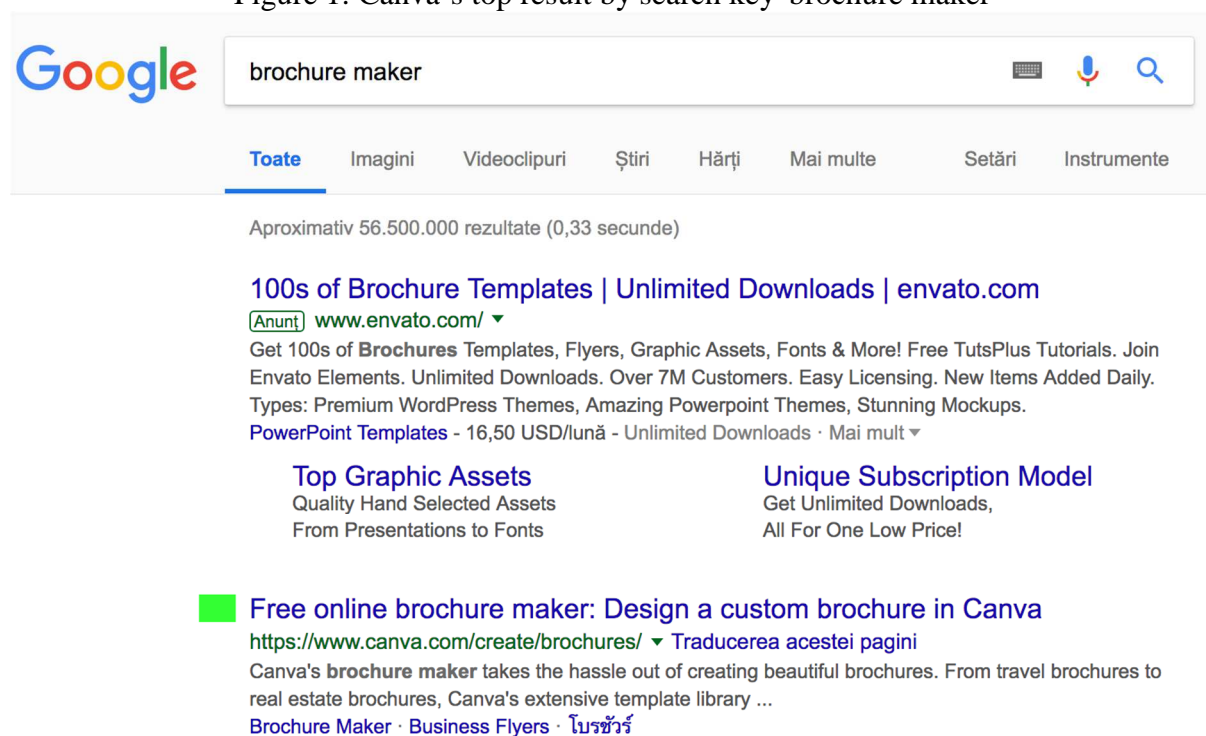 Figure 1: Canva's top result by search key 'brochure maker'
Google
brochure maker
Toate Imagini Videoclipuri Știri Hărți Mai multe Setări Instrumente
Aproximativ 56.500.000 rezultate (0,33 secunde)
100s of Brochure Templates | Unlimited Downloads | envato.com
Anunț www.envato.com/
Get 100s of Brochures Templates, Flyers, Graphic Assets, Fonts & More! Free TutsPlus Tutorials. Join
Envato Elements. Unlimited Downloads. Over 7M Customers. Easy Licensing. New Items Added Daily.
Types: Premium WordPress Themes, Amazing Powerpoint Themes, Stunning Mockups.
PowerPoint Templates - 16,50 USD/lună - Unlimited Downloads · Mai mult
Top Graphic Assets
Quality Hand Selected Assets
From Presentations to Fonts
Unique Subscription Model
Get Unlimited Downloads,
All For One Low Price!
Free online brochure maker: Design a custom brochure in Canva
https://www.canva.com/create/brochures/ Traducerea acestei pagini
Canva's brochure maker takes the hassle out of creating beautiful brochures. From travel brochures to
real estate brochures, Canva's extensive template library ...
Brochure Maker · Business Flyers · โบรชัวร์